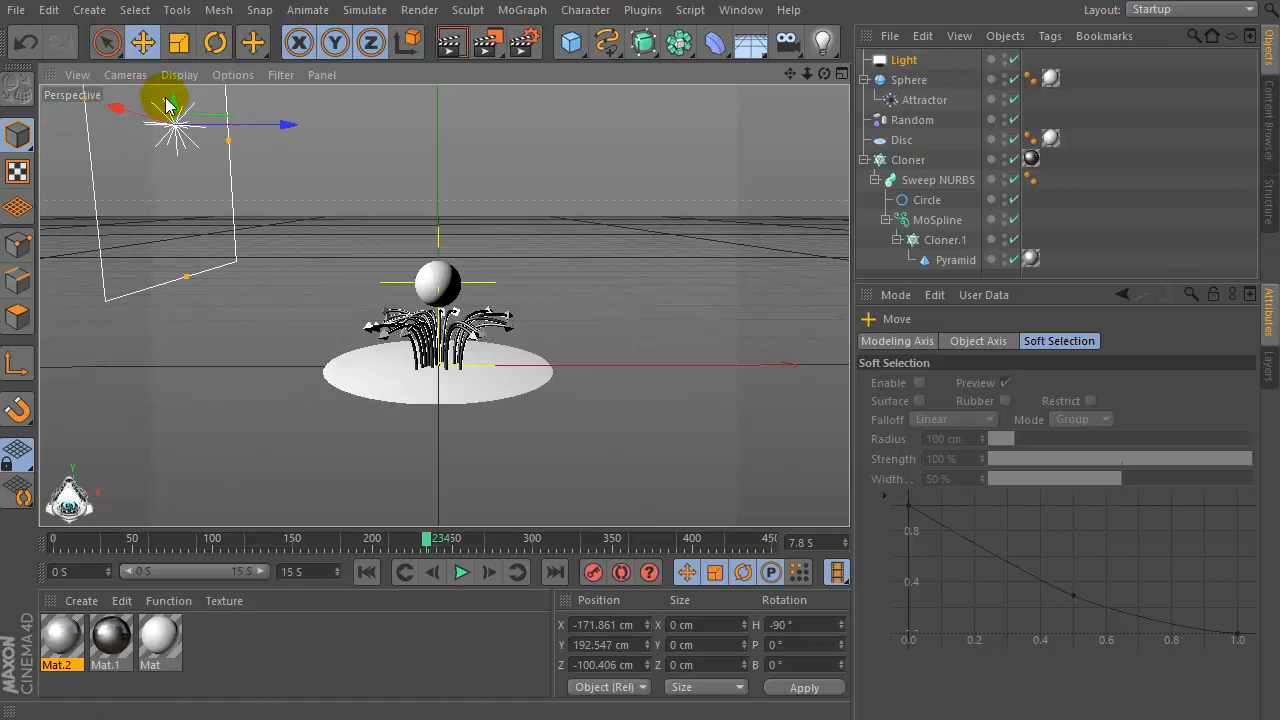 File Edit Create Select Tools Mesh Snap Animate Simulate Render Sculpt MoGraph Character Plugins Script Window Help Layout: Startup
X Y Z
File Edit View Objects Tags Bookmarks
View Cameras Display Options Filter Panel
Perspective
Light
Sphere
Attractor
Random
Disc
Cloner
Sweep NURBS
Circle
MoSpline
Cloner.1
Pyramid
Objects
Content Browser
Structure
Mode Edit User Data
Move
Modeling Axis Object Axis Soft Selection
Soft Selection
Enable Preview
Surface Rubber Restrict
Falloff Linear Mode Group
Radius 100 cm
Strength 100 %
Width.. 50 %
0.8
0.4
0.0 0.2 0.4 0.6 0.8 1.0
Attributes
Layers
Y
X
0 50 100 150 200 23450 300 350 400 45( 7.8 S
0 S 0 S 15 S 15 S
P
Create Edit Function Texture
Mat.2 Mat.1 Mat
Position Size Rotation
X -171.861 cm X 0 cm H -90 °
Y 192.547 cm Y 0 cm P 0 °
Z -100.406 cm Z 0 cm B 0 °
Object (Rel) Size Apply
MAXON
CINEMA 4D